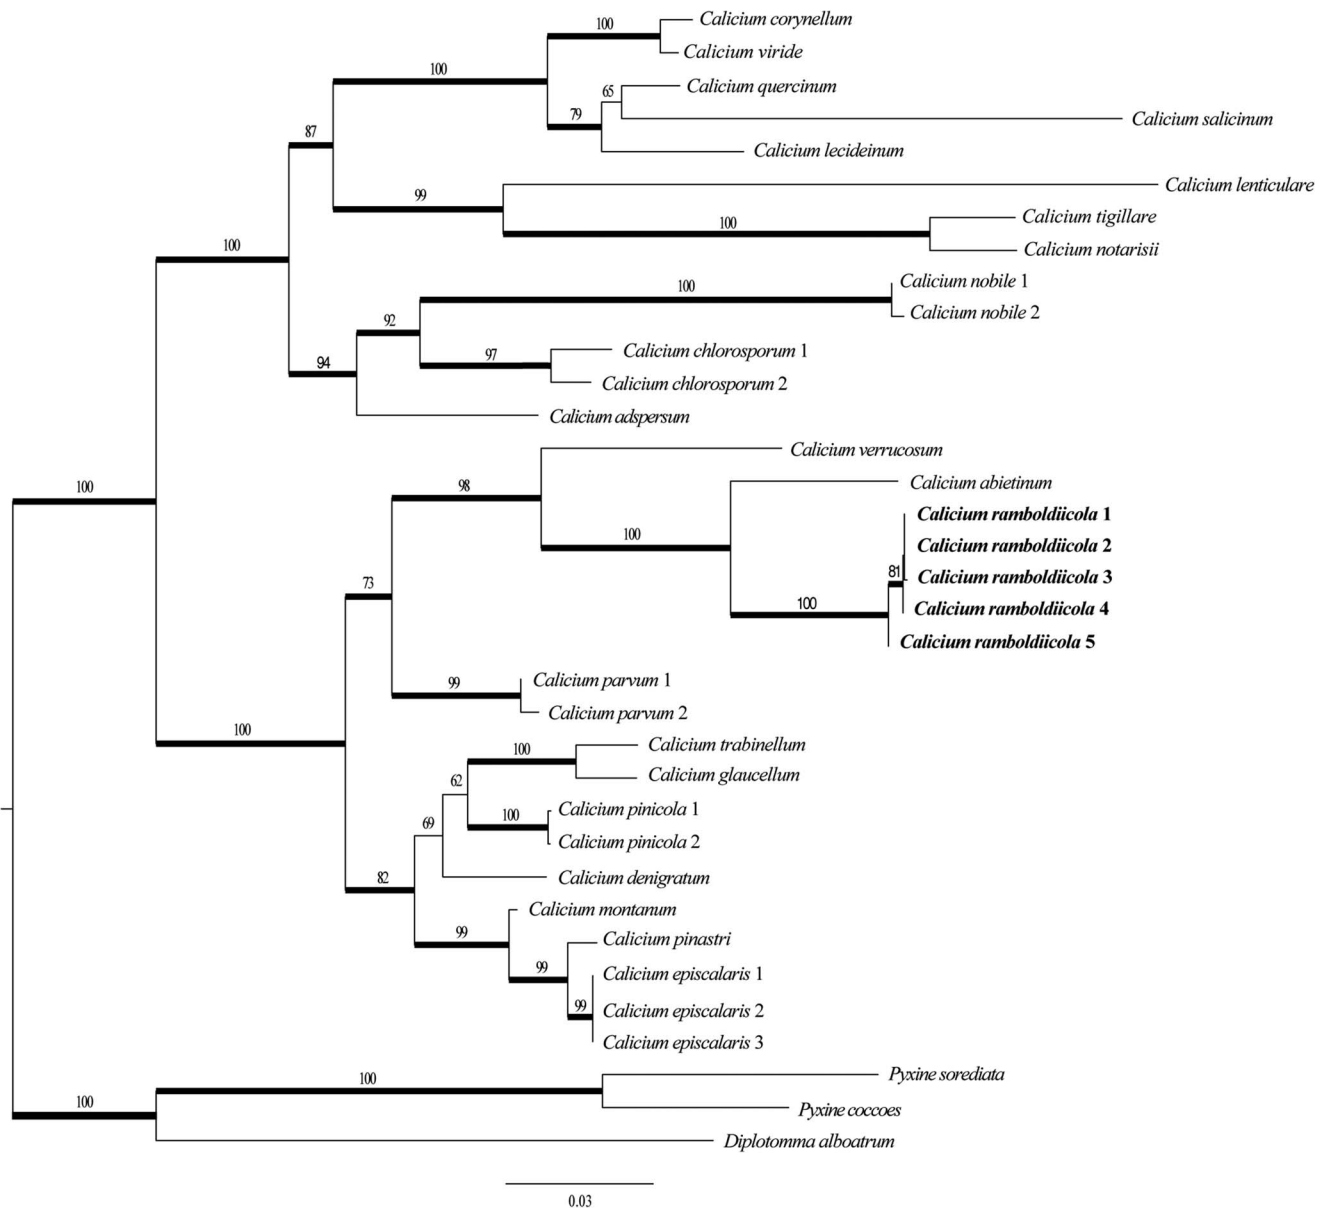 Calicium corynellum
100
Calicium viride
100
65
Calicium quercinum
79
Calicium salicinum
87
Calicium lecideinum
99
Calicium lenticulare
100
Calicium tigillare
100
Calicium notarisii
Calicium nobile 1
100
Calicium nobile 2
92
Calicium chlorosporum 1
97
94
Calicium chlorosporum 2
Calicium adspersum
Calicium verrucosum
98
Calicium abietinum
100
Calicium ramboldiicola 1
100
Calicium ramboldiicola 2
81
73
Calicium ramboldiicola 3
100
Calicium ramboldiicola 4
Calicium ramboldiicola 5
99
Calicium parvum 1
Calicium parvum 2
100
Calicium trabinellum
100
Calicium glaucellum
62
Calicium pinicola 1
69
100
Calicium pinicola 2
82
Calicium denigratum
Calicium montanum
99
Calicium pinastri
99
Calicium episcalaris 1
99
Calicium episcalaris 2
Calicium episcalaris 3
100
Pyxine sorediata
100
Pyxine coccoes
Diplotomma alboatrum
0.03